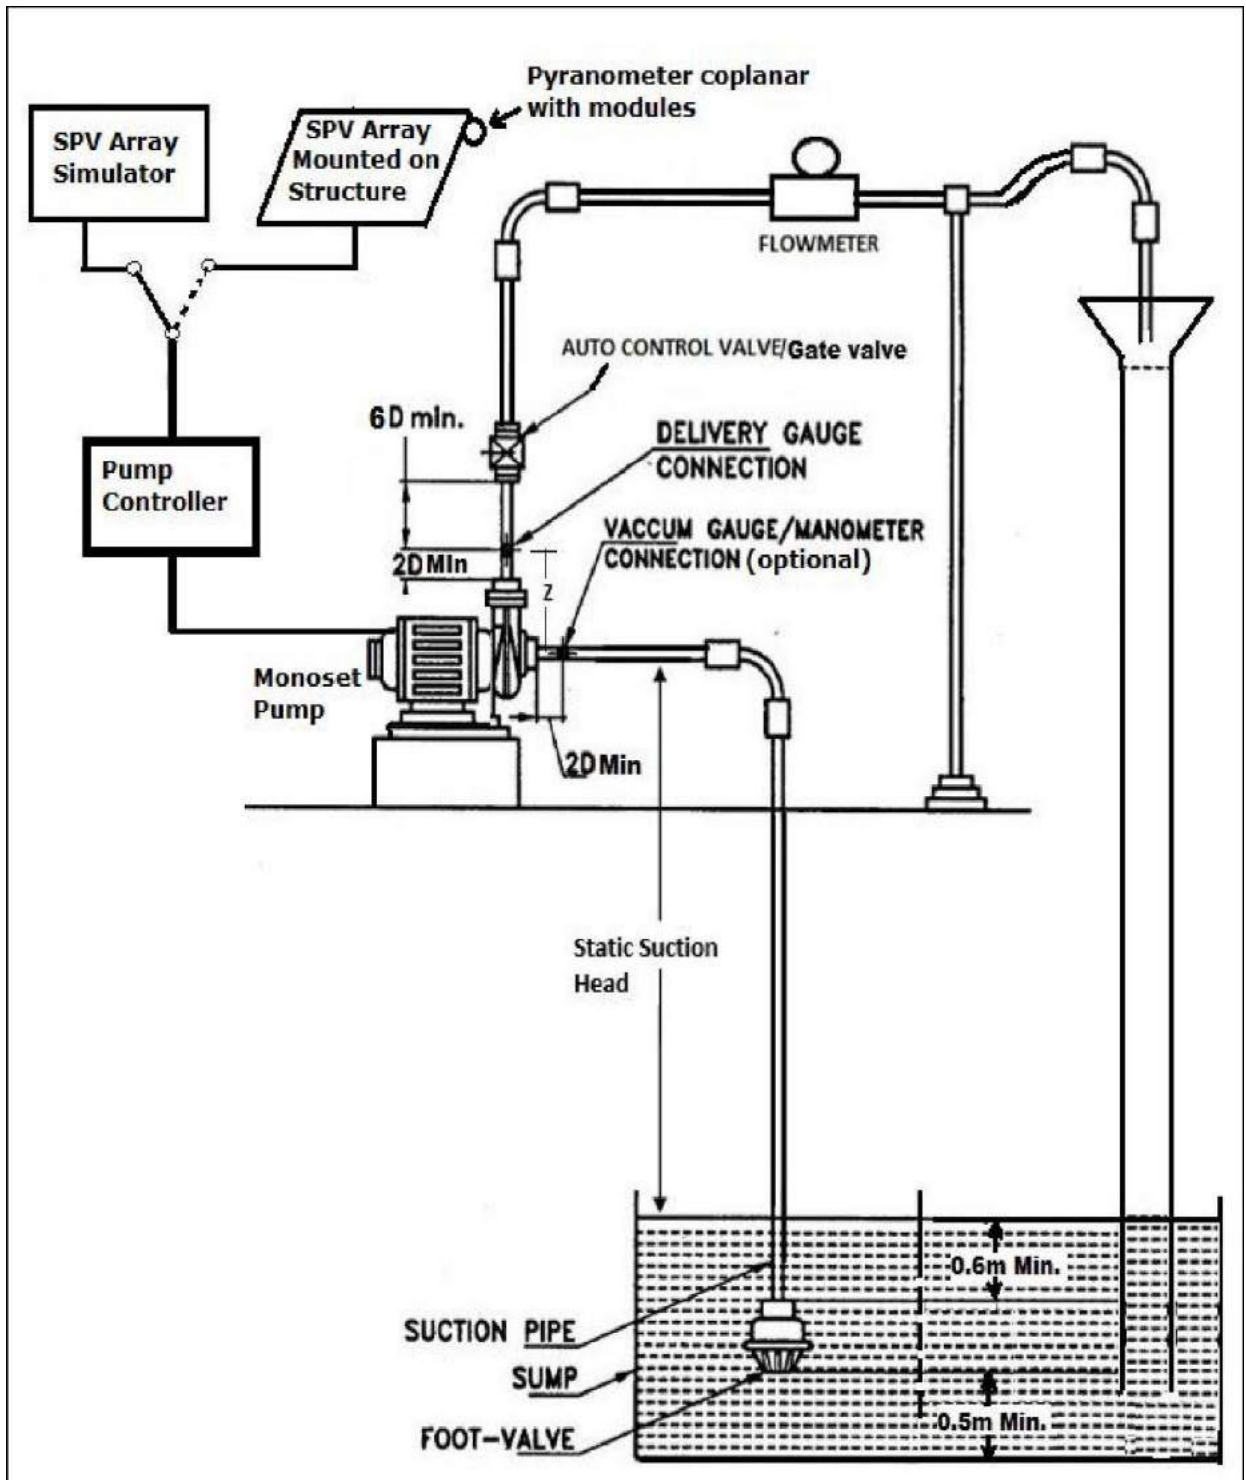 Pyranometer coplanar
with modules
SPV Array
Simulator
SPV Array
Mounted on
Structure
FLOWMETER
AUTO CONTROL VALVE/Gate valve
6D min.
DELIVERY GAUGE
CONNECTION
Pump
Controller
VACCUM GAUGE/MANOMETER
CONNECTION (optional)
2D Min
Z
Monoset
Pump
2D Min
Static Suction
Head
0.6m Min.
SUCTION PIPE
SUMP
0.5m Min.
FOOT-VALVE